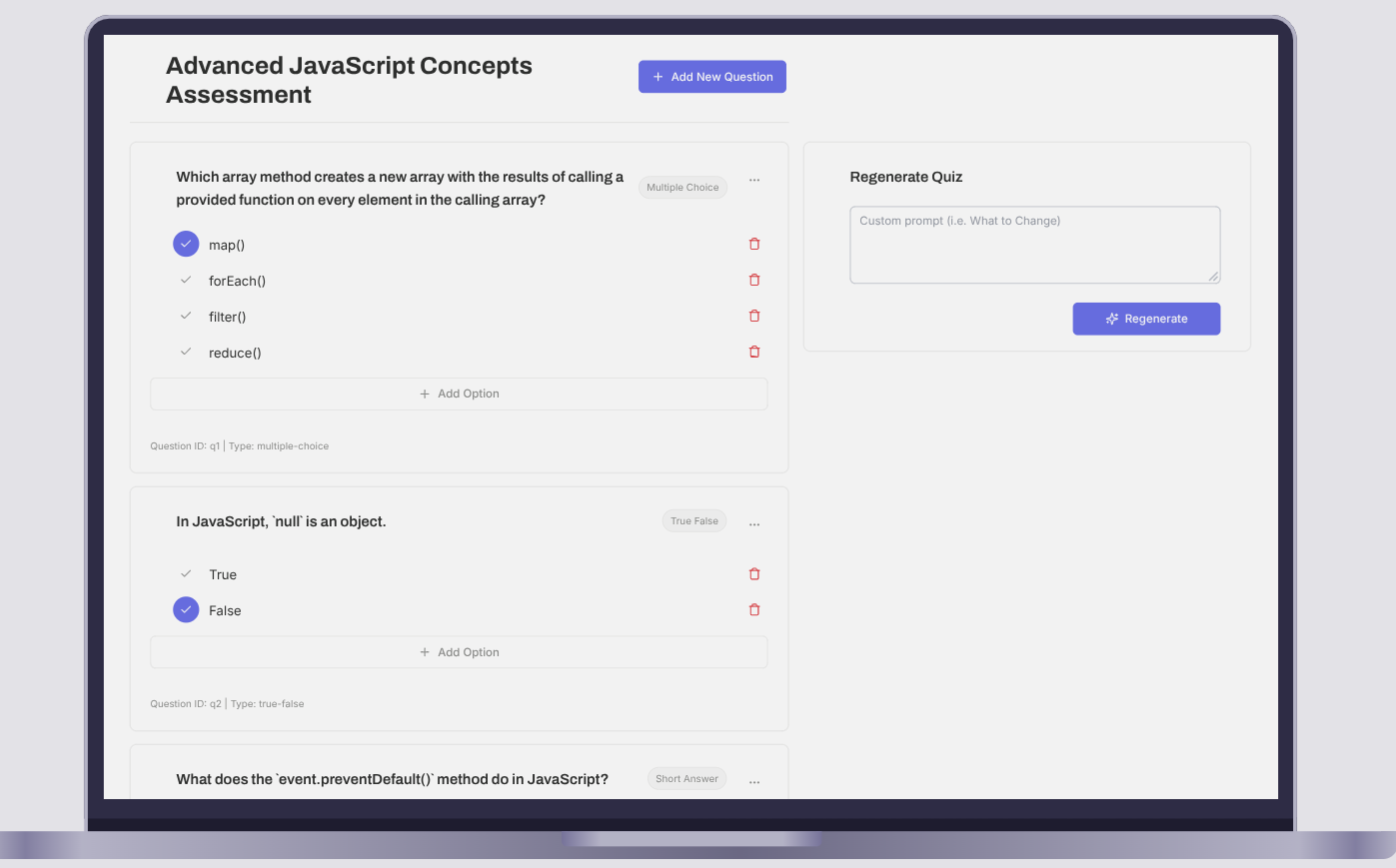 Advanced JavaScript Concepts
Assessment
+ Add New Question
Which array method creates a new array with the results of calling a
provided function on every element in the calling array?
Multiple Choice
...
map()
forEach()
filter()
reduce()
+ Add Option
Question ID: q1 | Type: multiple-choice
In JavaScript, `null` is an object.
True False
...
True
False
+ Add Option
Question ID: q2 | Type: true-false
What does the `event.preventDefault()` method do in JavaScript?
Short Answer
...
Regenerate Quiz
Custom prompt (i.e. What to Change)
Regenerate